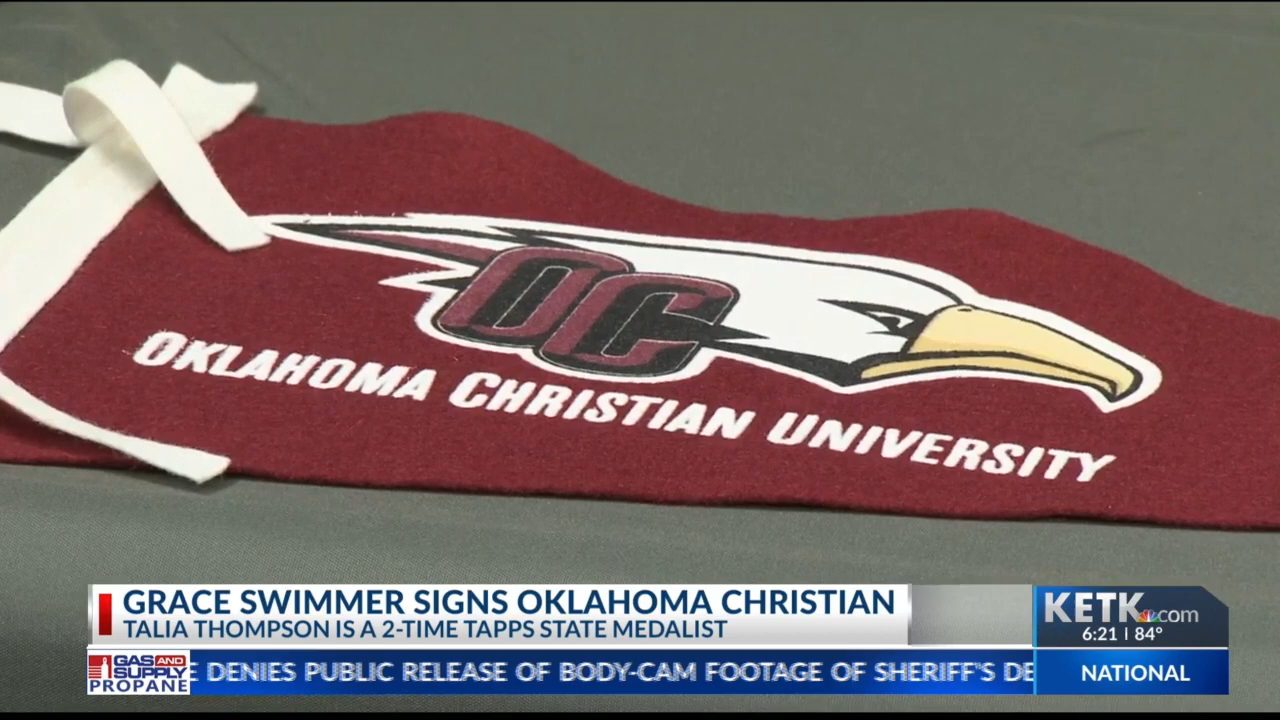 OC
OKLAHOMA CHRISTIAN UNIVERSITY
GRACE SWIMMER SIGNS OKLAHOMA CHRISTIAN
TALIA THOMPSON IS A 2-TIME TAPPS STATE MEDALIST
KETK.com
6:21 | 84°
GAS AND
SUPPLY
PROPANE
DENIES PUBLIC RELEASE OF BODY-CAM FOOTAGE OF SHERIFF'S
NATIONAL